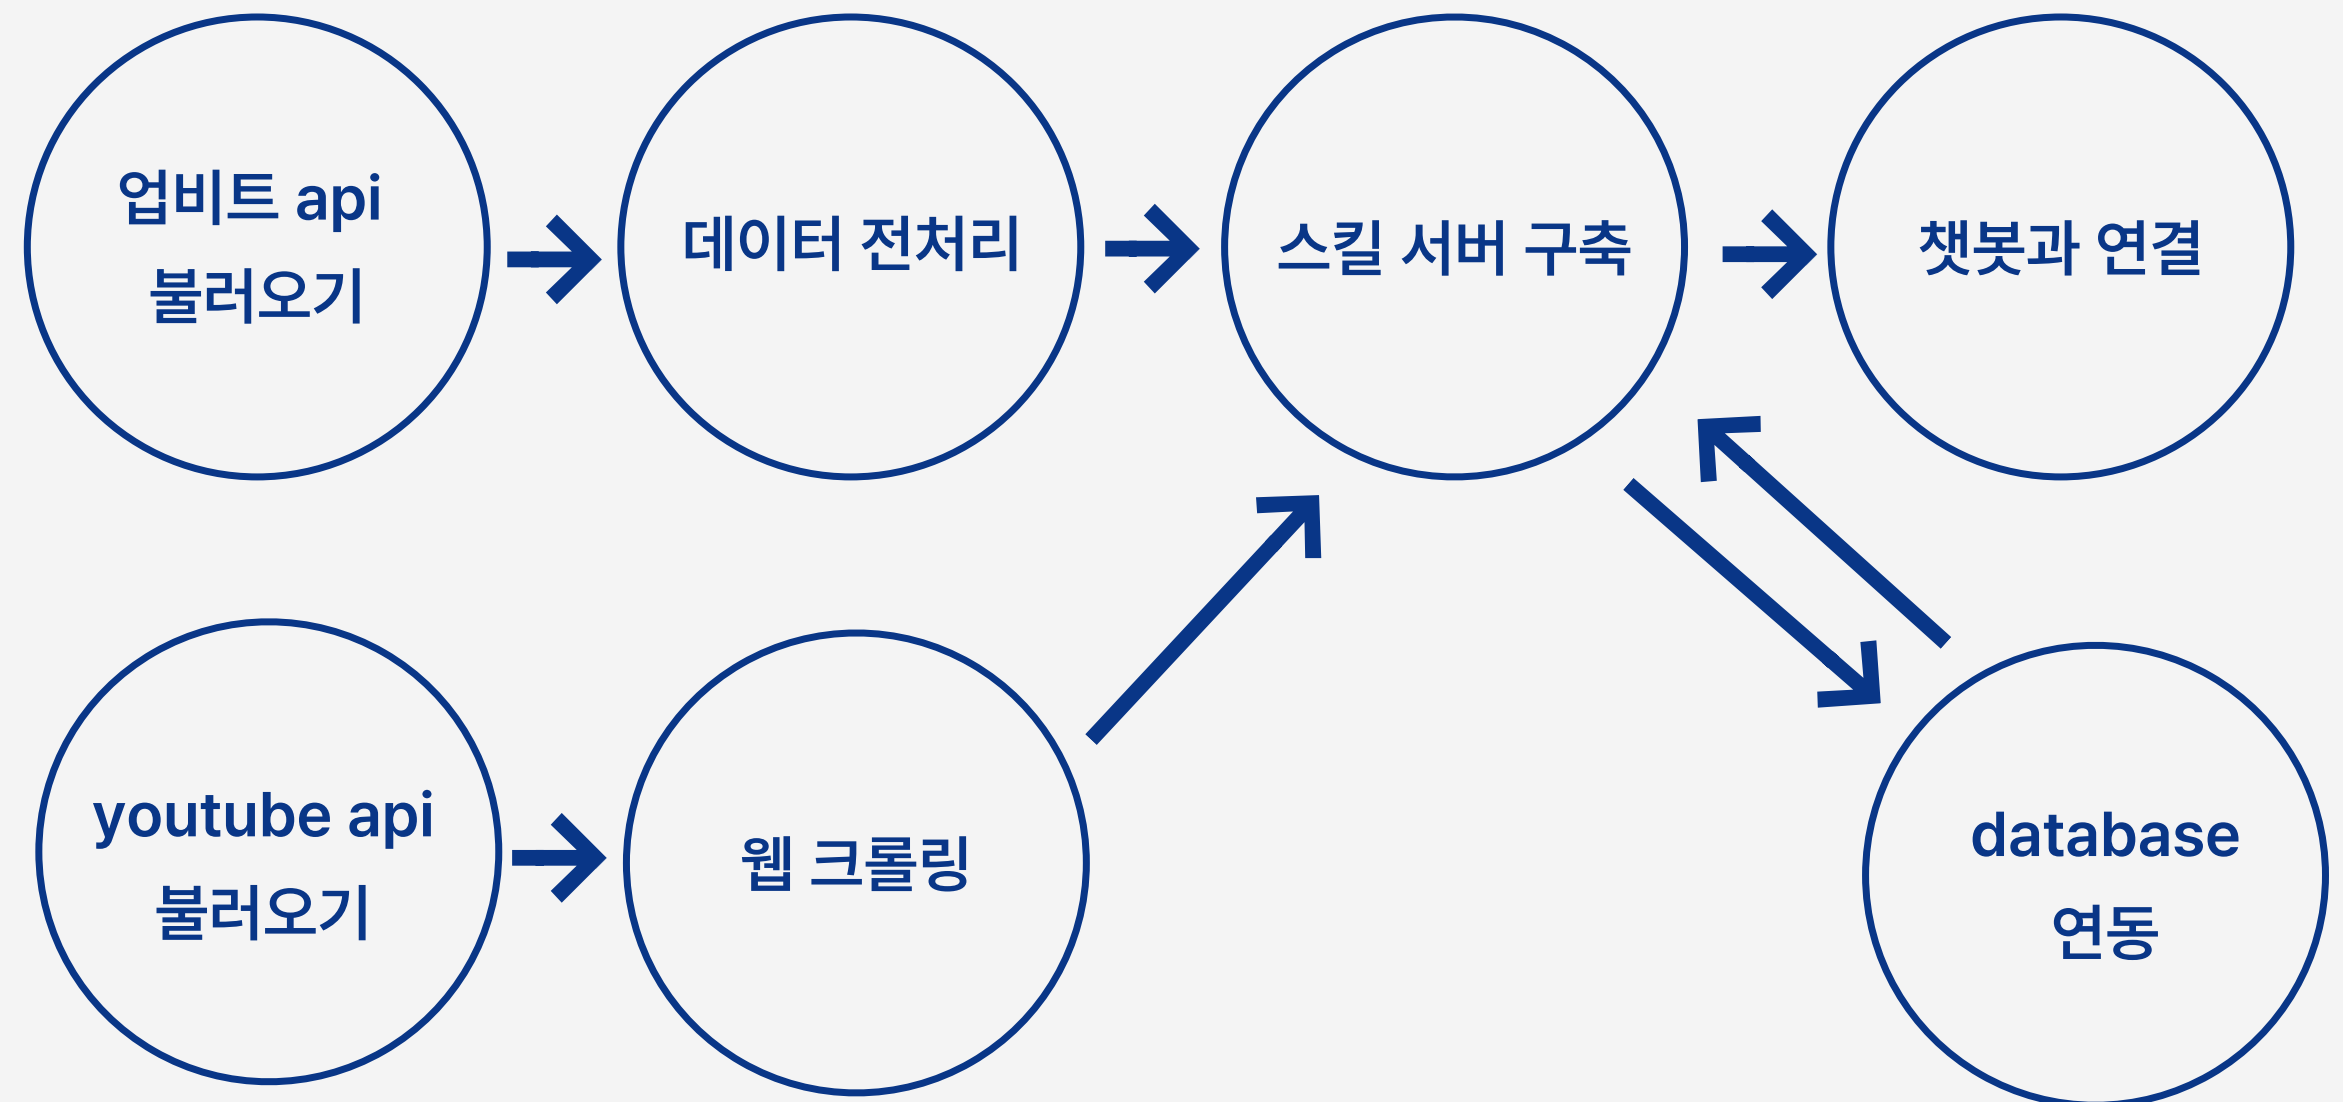 업비트 api
불러오기
데이터 전처리
스킬 서버 구축
챗봇과 연결
youtube api
불러오기
웹 크롤링
database
연동